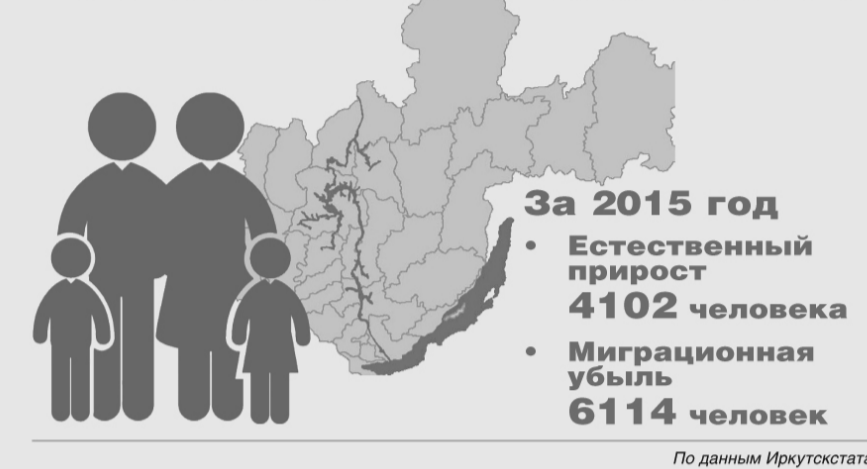 За 2015 год
• Естественный
прирост
4102 человека
• Миграционная
убыль
6114 человек
По данным Иркутскстата